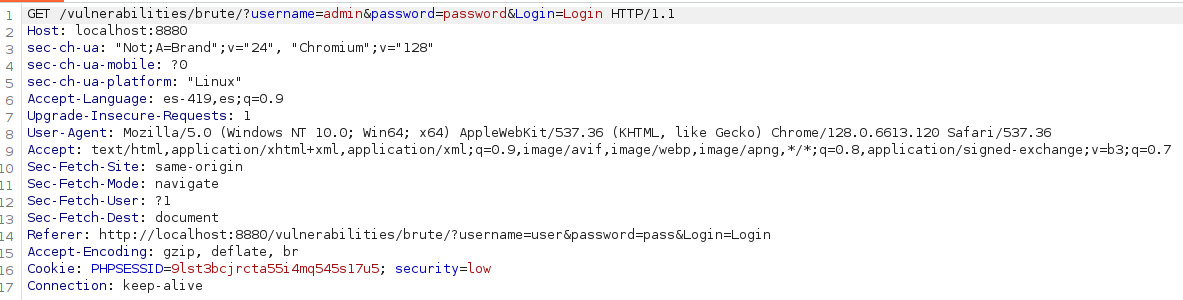 1 GET /vulnerabilities/brute/?username=admin&password=password&Login=Login HTTP/1.1
2 Host: localhost:8880
3 sec-ch-ua: "Not;A=Brand";v="24", "Chromium";v="128"
4 sec-ch-ua-mobile: ?0
5 sec-ch-ua-platform: "Linux"
6 Accept-Language: es-419,es;q=0.9
7 Upgrade-Insecure-Requests: 1
8 User-Agent: Mozilla/5.0 (Windows NT 10.0; Win64; x64) AppleWebKit/537.36 (KHTML, like Gecko) Chrome/128.0.6613.120 Safari/537.36
9 Accept: text/html,application/xhtml+xml,application/xml;q=0.9,image/avif,image/webp,image/apng,*/*;q=0.8,application/signed-exchange;v=b3;q=0.7
10 Sec-Fetch-Site: same-origin
11 Sec-Fetch-Mode: navigate
12 Sec-Fetch-User: ?1
13 Sec-Fetch-Dest: document
14 Referer: http://localhost:8880/vulnerabilities/brute/?username=user&password=pass&Login=Login
15 Accept-Encoding: gzip, deflate, br
16 Cookie: PHPSESSID=9lst3bcjrcta55i4mq545s17u5; security=low
17 Connection: keep-alive